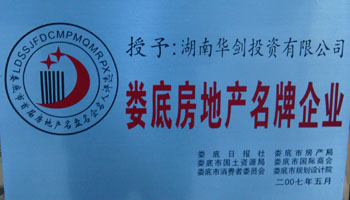 LDSSJFDCMPMQMRPX
授予:湖南华剑投资有限公司
娄底房地产名牌企业
娄底日报社 娄底市房产局
娄底市国土资源局 娄底市国际商会
娄底市消费者委员会 娄底市规划设计院
二00七年五月